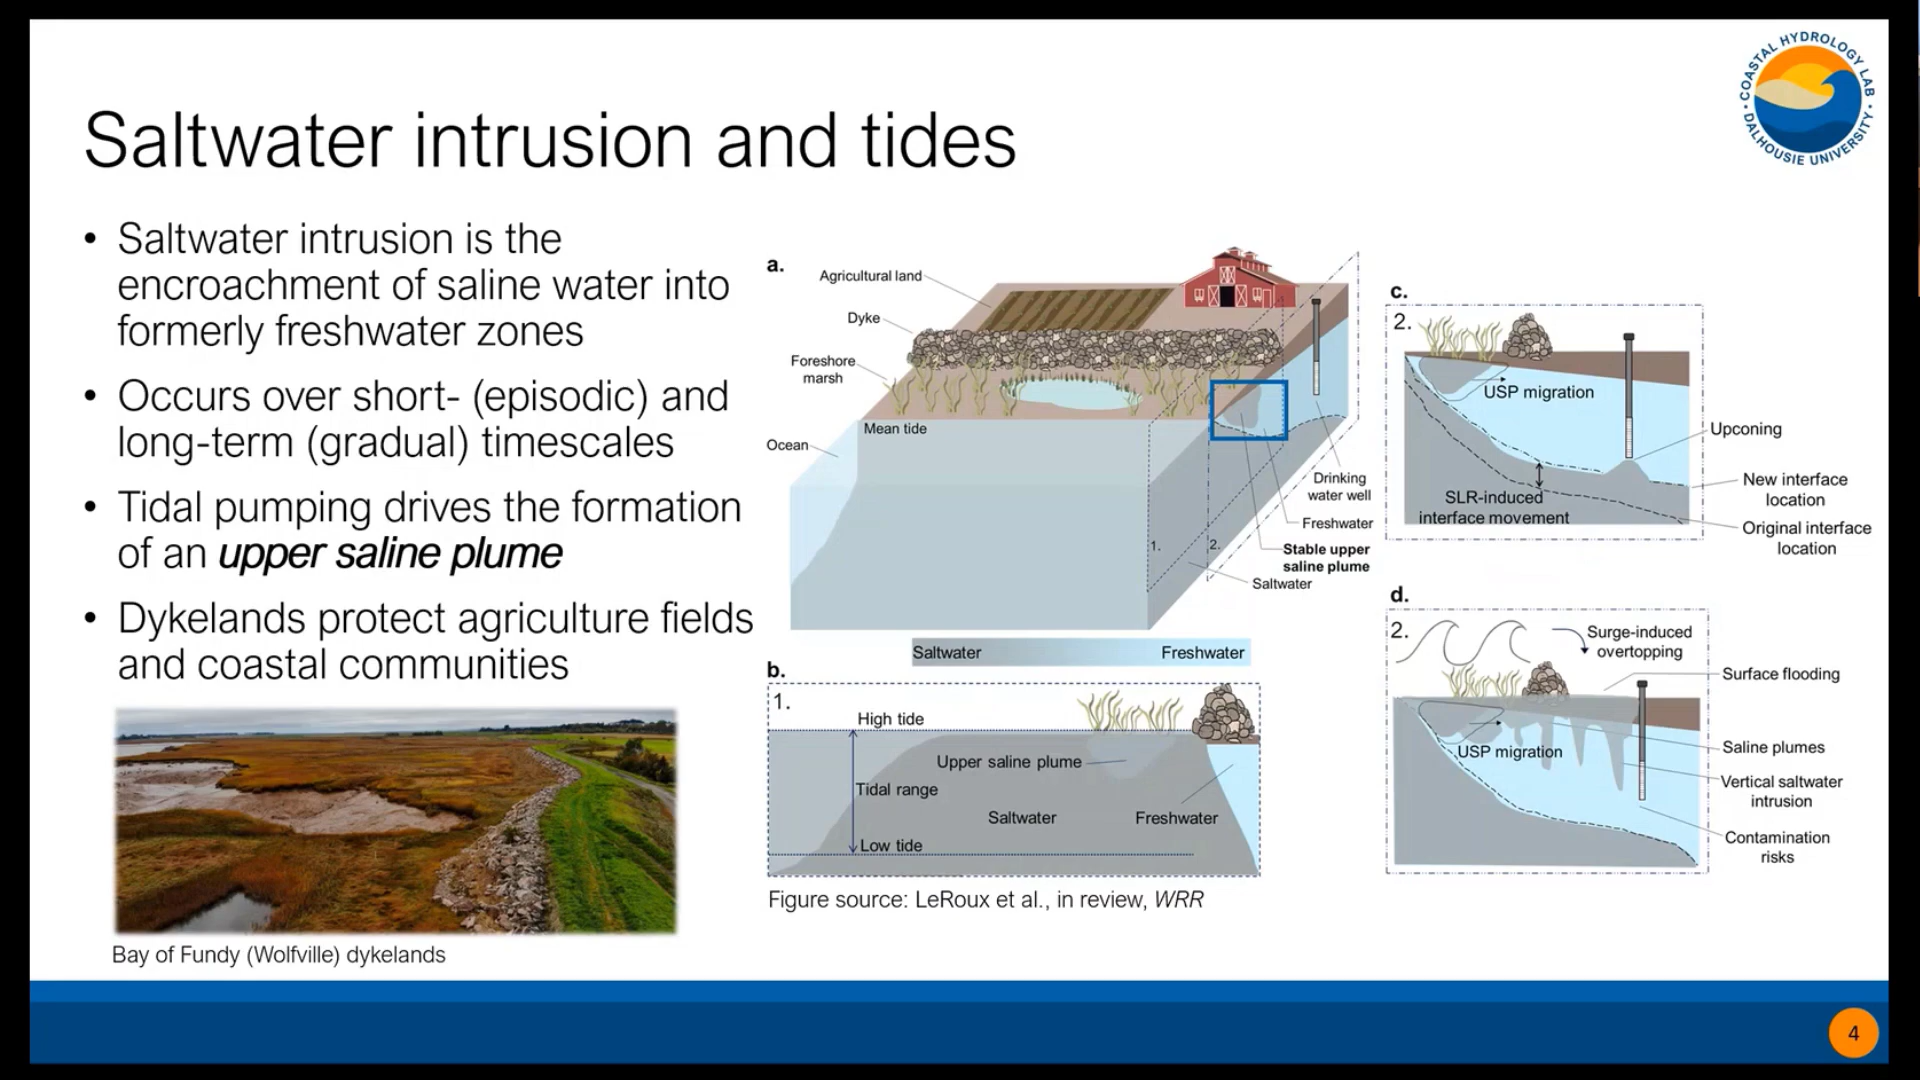 COASTAL HYDROLOGY LAB
• DALHOUSIE UNIVERSITY •
Saltwater intrusion and tides
• Saltwater intrusion is the
encroachment of saline water into
formerly freshwater zones
• Occurs over short- (episodic) and
long-term (gradual) timescales
• Tidal pumping drives the formation
of an upper saline plume
• Dykelands protect agriculture fields
and coastal communities
Bay of Fundy (Wolfville) dykelands
a.
Agricultural land
Dyke
Foreshore
marsh
Mean tide
Ocean
Drinking
water well
Freshwater
1.
2.
Stable upper
saline plume
Saltwater
Saltwater
Freshwater
b.
1.
High tide
Upper saline plume
Tidal range
Saltwater
Freshwater
Low tide
Figure source: LeRoux et al., in review, WRR
c.
2.
USP migration
Upconing
New interface
location
SLR-induced
interface movement
Original interface
location
d.
2.
Surge-induced
overtopping
Surface flooding
USP migration
Saline plumes
Vertical saltwater
intrusion
Contamination
risks
4